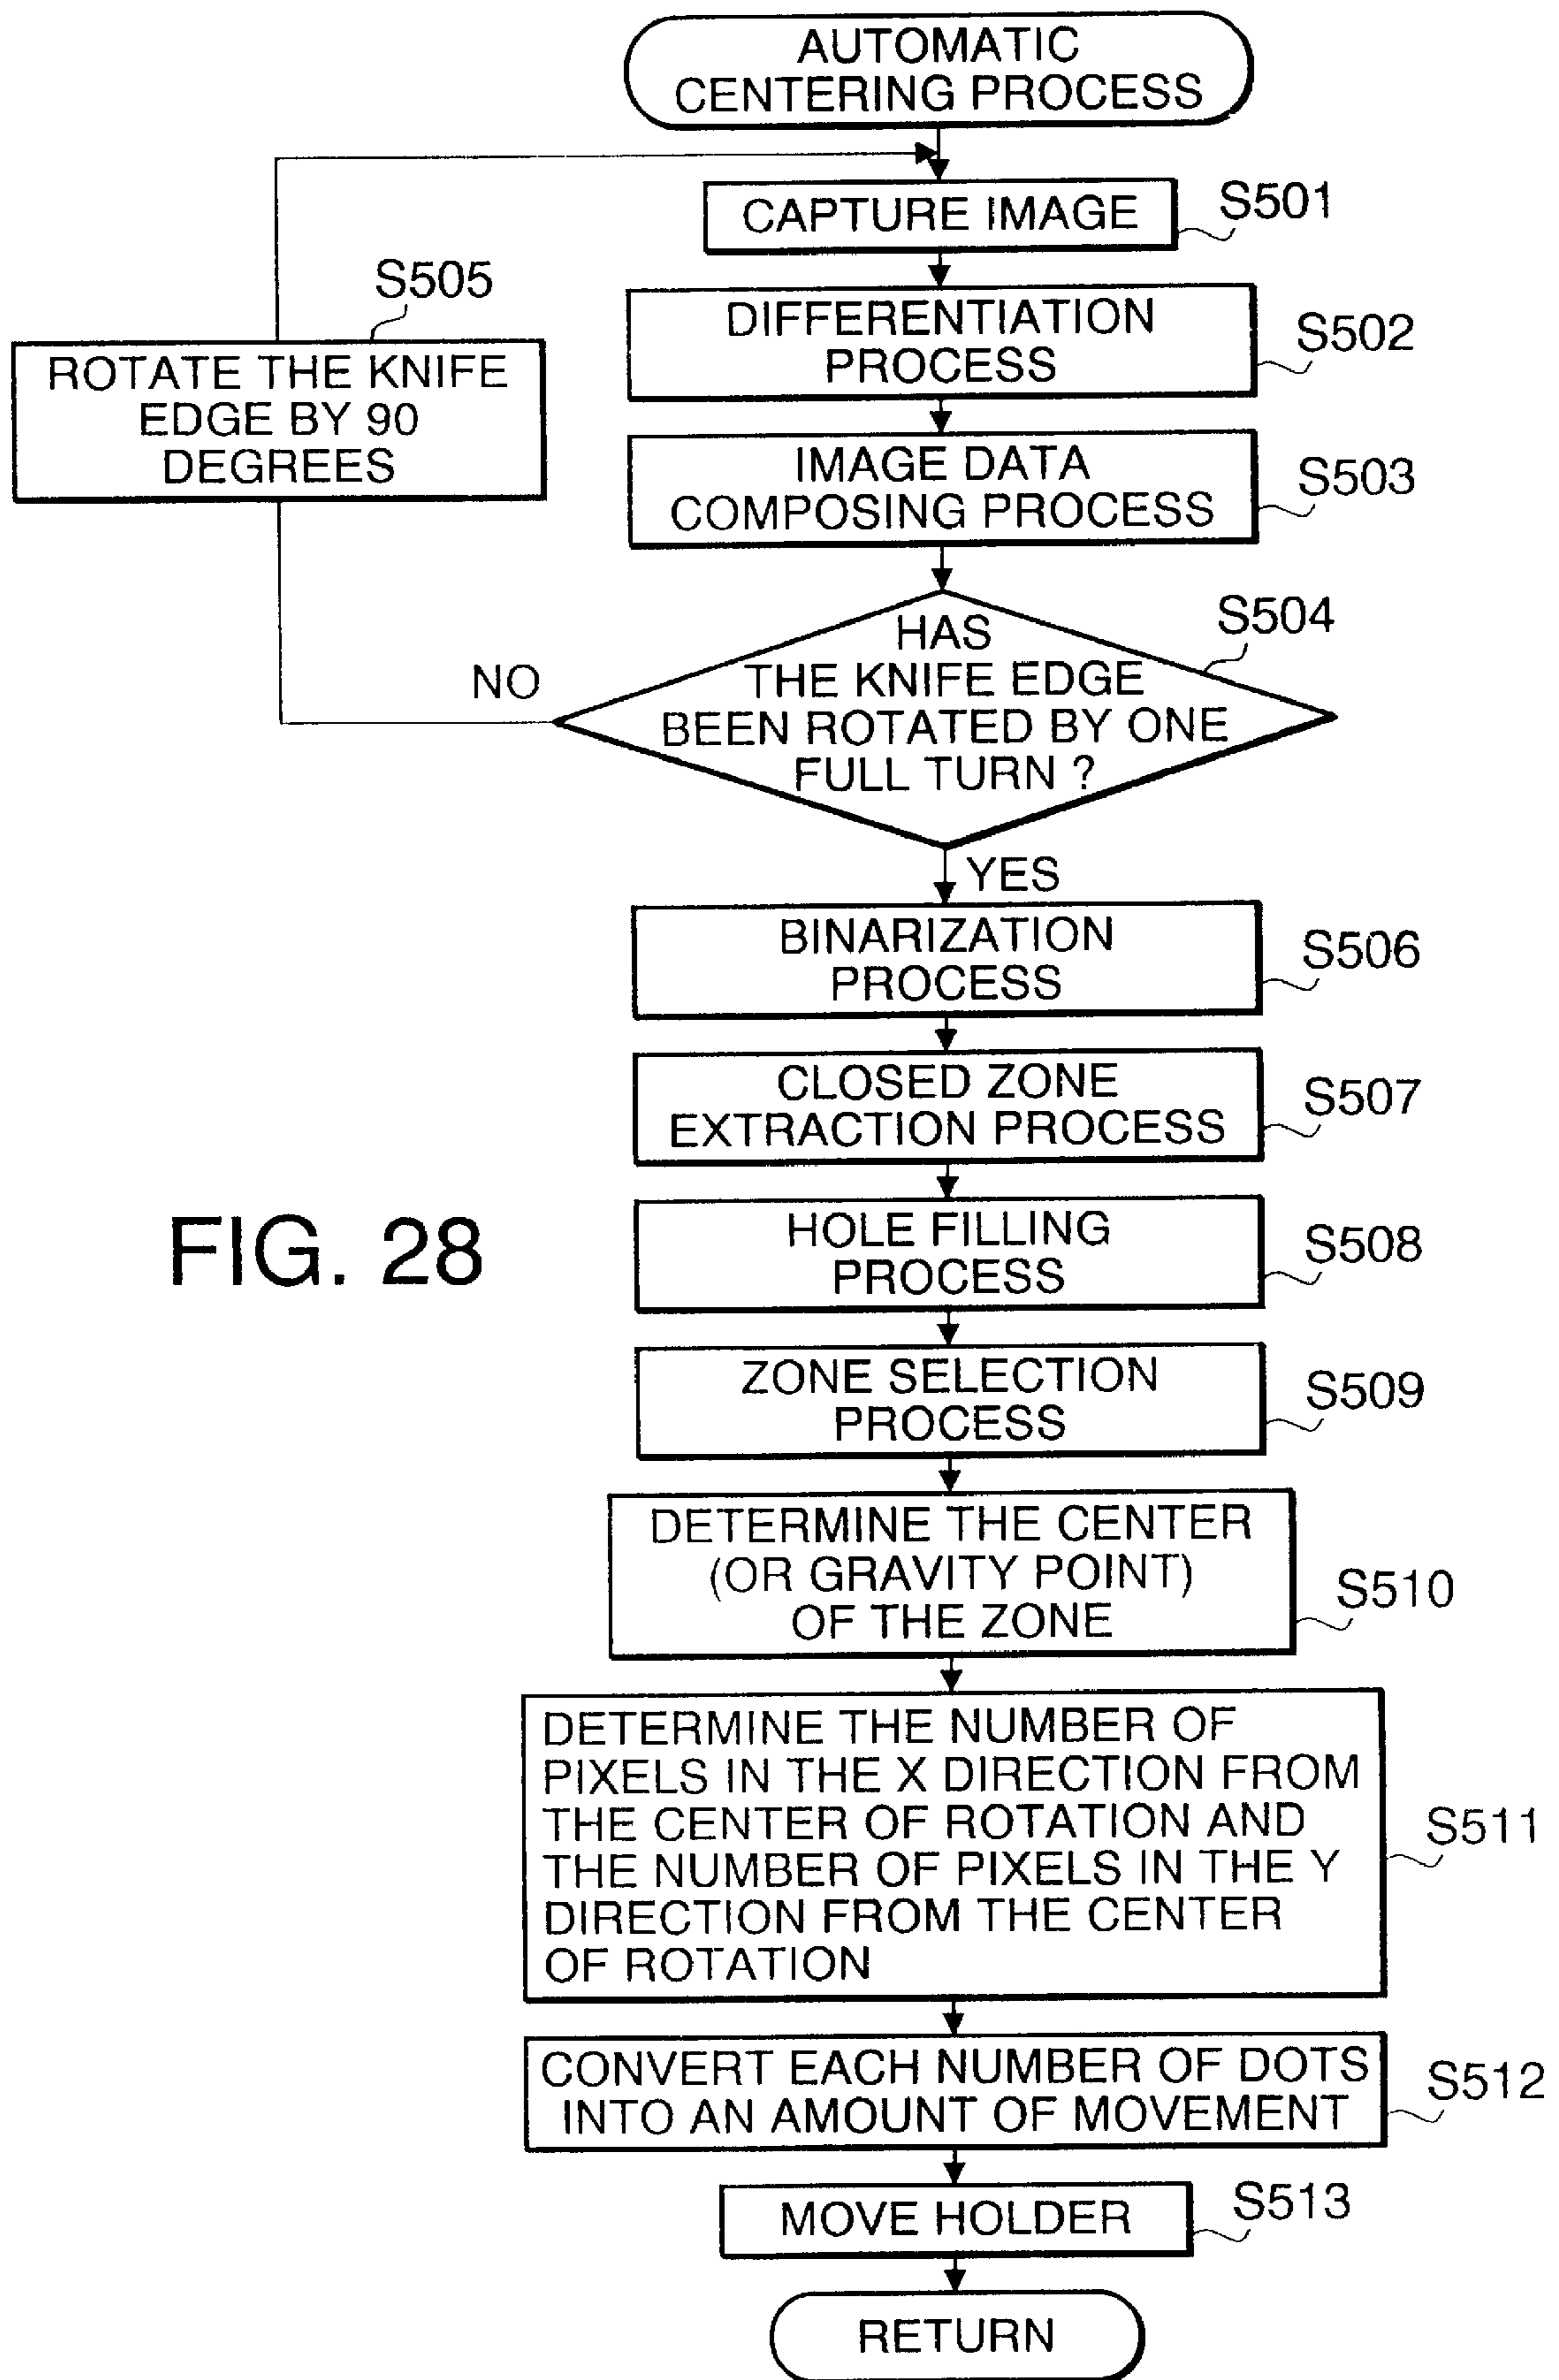 AUTOMATIC
CENTERING PROCESS
CAPTURE IMAGE
S501
S505
ROTATE THE KNIFE
EDGE BY 90
DEGREES
DIFFERENTIATION
PROCESS
S502
IMAGE DATA
COMPOSING PROCESS
S503
HAS
THE KNIFE EDGE
BEEN ROTATED BY ONE
FULL TURN ?
S504
NO
YES
BINARIZATION
PROCESS
S506
CLOSED ZONE
EXTRACTION PROCESS
S507
FIG. 28
HOLE FILLING
PROCESS
S508
ZONE SELECTION
PROCESS
S509
DETERMINE THE CENTER
(OR GRAVITY POINT)
OF THE ZONE
S510
DETERMINE THE NUMBER OF
PIXELS IN THE X DIRECTION FROM
THE CENTER OF ROTATION AND
THE NUMBER OF PIXELS IN THE Y
DIRECTION FROM THE CENTER
OF ROTATION
S511
CONVERT EACH NUMBER OF DOTS
INTO AN AMOUNT OF MOVEMENT
S512
MOVE HOLDER
S513
RETURN